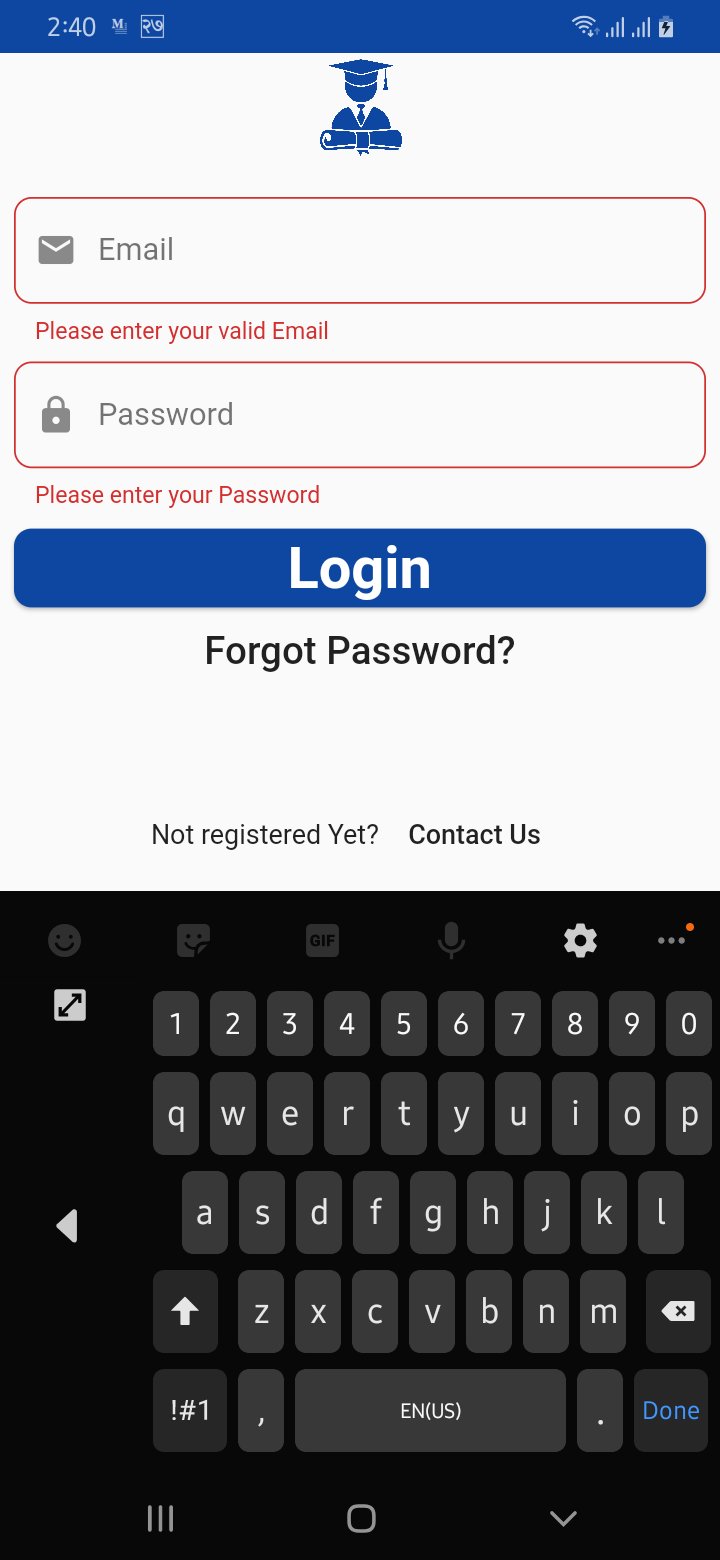 2:40 M २७
Email
Please enter your valid Email
Password
Please enter your Password
Login
Forgot Password?
Not registered Yet? Contact Us
GIF
1 2 3 4 5 6 7 8 9 0
q w e r t y u i o p
a s d f g h j k l
z x c v b n m
!#1 , EN(US) . Done